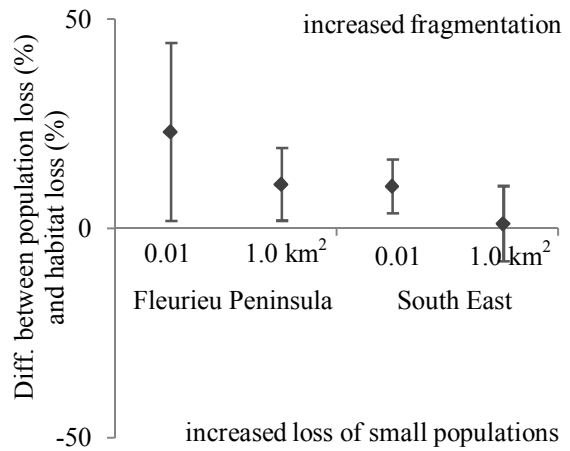 50
increased fragmentation
Diff. between population loss (%)
and habitat loss (%)
0
0.01 1.0 km² 0.01 1.0 km²
Fleurieu Peninsula South East
-50
increased loss of small populations